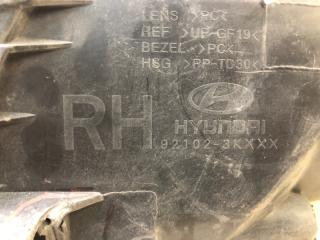 LENS >PC<
REF >UP-GF19<
BEZEL >PC<
HSG >PP-TD30<
RH
HYUNDAI
92102-3KXXX